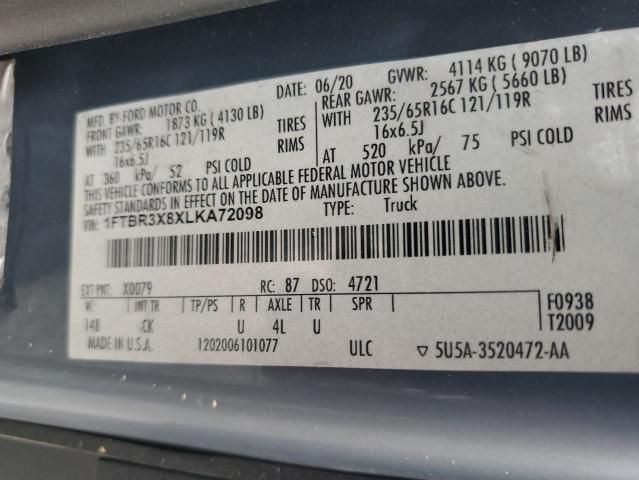 MFD. BY FORD MOTOR CO. DATE: 06/20 GVWR: 4114 KG ( 9070 LB)
FRONT GAWR: 1873 KG ( 4130 LB) REAR GAWR: 2567 KG ( 5660 LB)
WITH 235/65R16C 121/119R TIRES WITH 235/65R16C 121/119R TIRES
16x6.5J RIMS 16x6.5J RIMS
AT 360 kPa/ 52 PSI COLD AT 520 kPa/ 75 PSI COLD
THIS VEHICLE CONFORMS TO ALL APPLICABLE FEDERAL MOTOR VEHICLE
SAFETY STANDARDS IN EFFECT ON THE DATE OF MANUFACTURE SHOWN ABOVE.
VIN: 1FTBR3X8XLKA72098 TYPE: Truck
EXT PNT: X0079 RC: 87 DSO: 4721
INT TR TP/PS R AXLE TR SPR F0938
148 CK U 4L U T2009
MADE IN U.S.A. 1202006101077 ULC ▽ 5U5A-3520472-AA